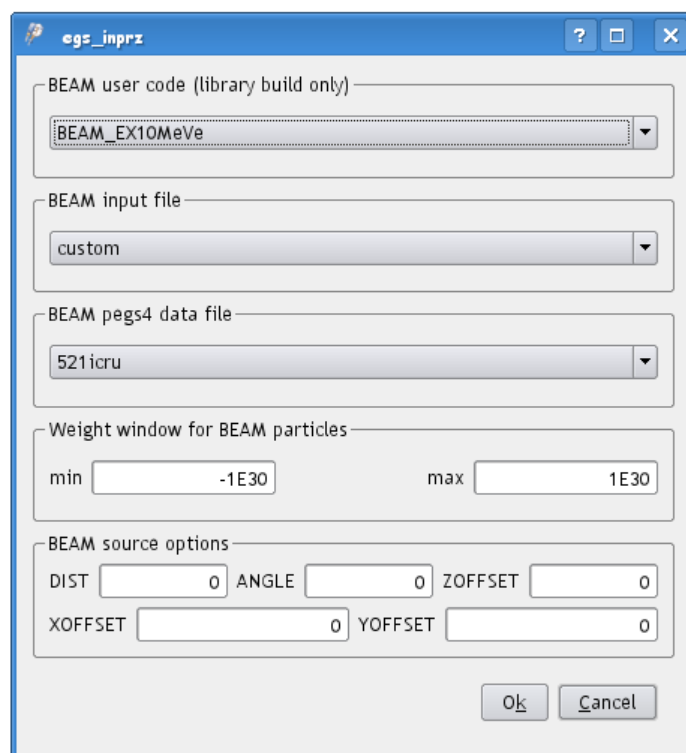 egs_inprz ?
BEAM user code (library build only)
BEAM_EX10MeVe
BEAM input file
custom
BEAM pegs4 data file
521icru
Weight window for BEAM particles
min -1E30 max 1E30
BEAM source options
DIST 0 ANGLE 0 ZOFFSET 0
XOFFSET 0 YOFFSET 0
Ok Cancel